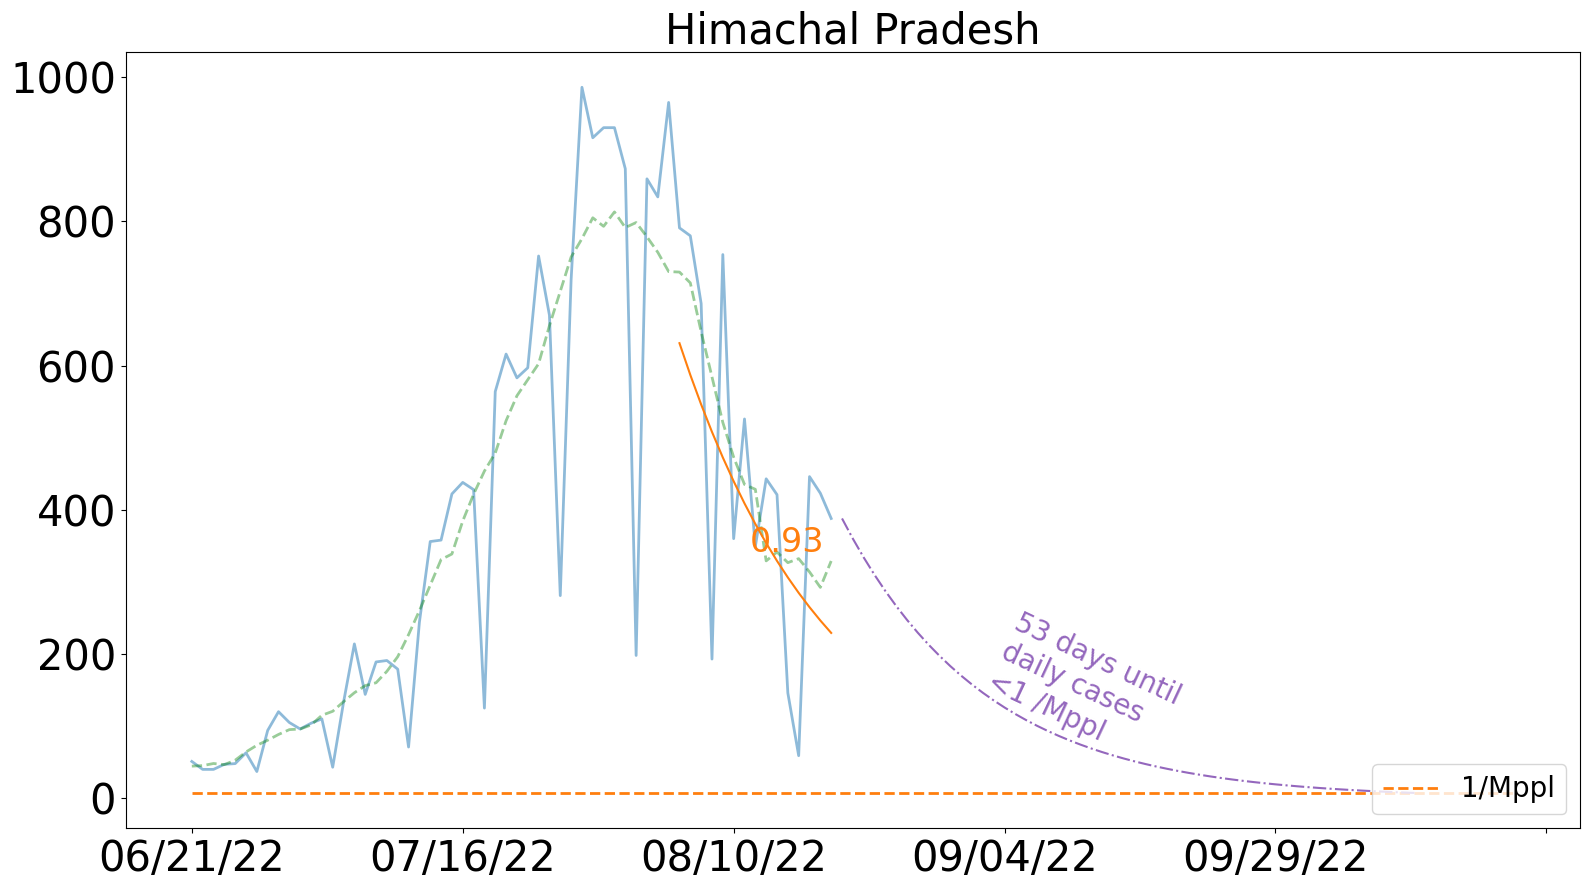 Himachal Pradesh
1000
800
600
400
200
0
0.93
53 days until
daily cases
<1 /Mppl
1/Mppl
06/21/22
07/16/22
08/10/22
09/04/22
09/29/22